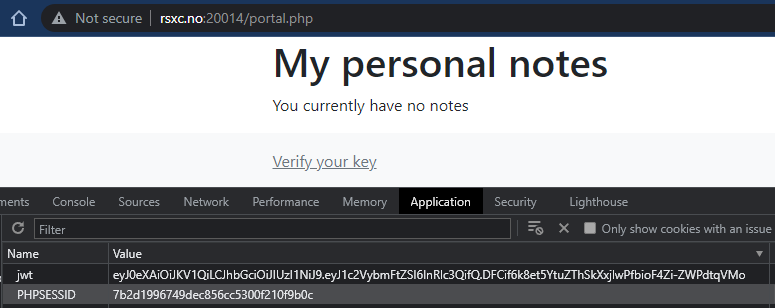 Not secure | rsxc.no:20014/portal.php
My personal notes
You currently have no notes
Verify your key
ments Console Sources Network Performance Memory Application Security Lighthouse
Filter Only show cookies with an issue
Name Value
jwt eyJ0eXAiOiJKV1QiLCJhbGciOiJIUzI1NiJ9.eyJ1c2VybmFtZSI6InRlc3QifQ.DFCif6k8et5YtuZThSkXxjlwPfbioF4Zi-ZWPdtqVMo
PHPSESSID 7b2d1996749dec856cc5300f210f9b0c